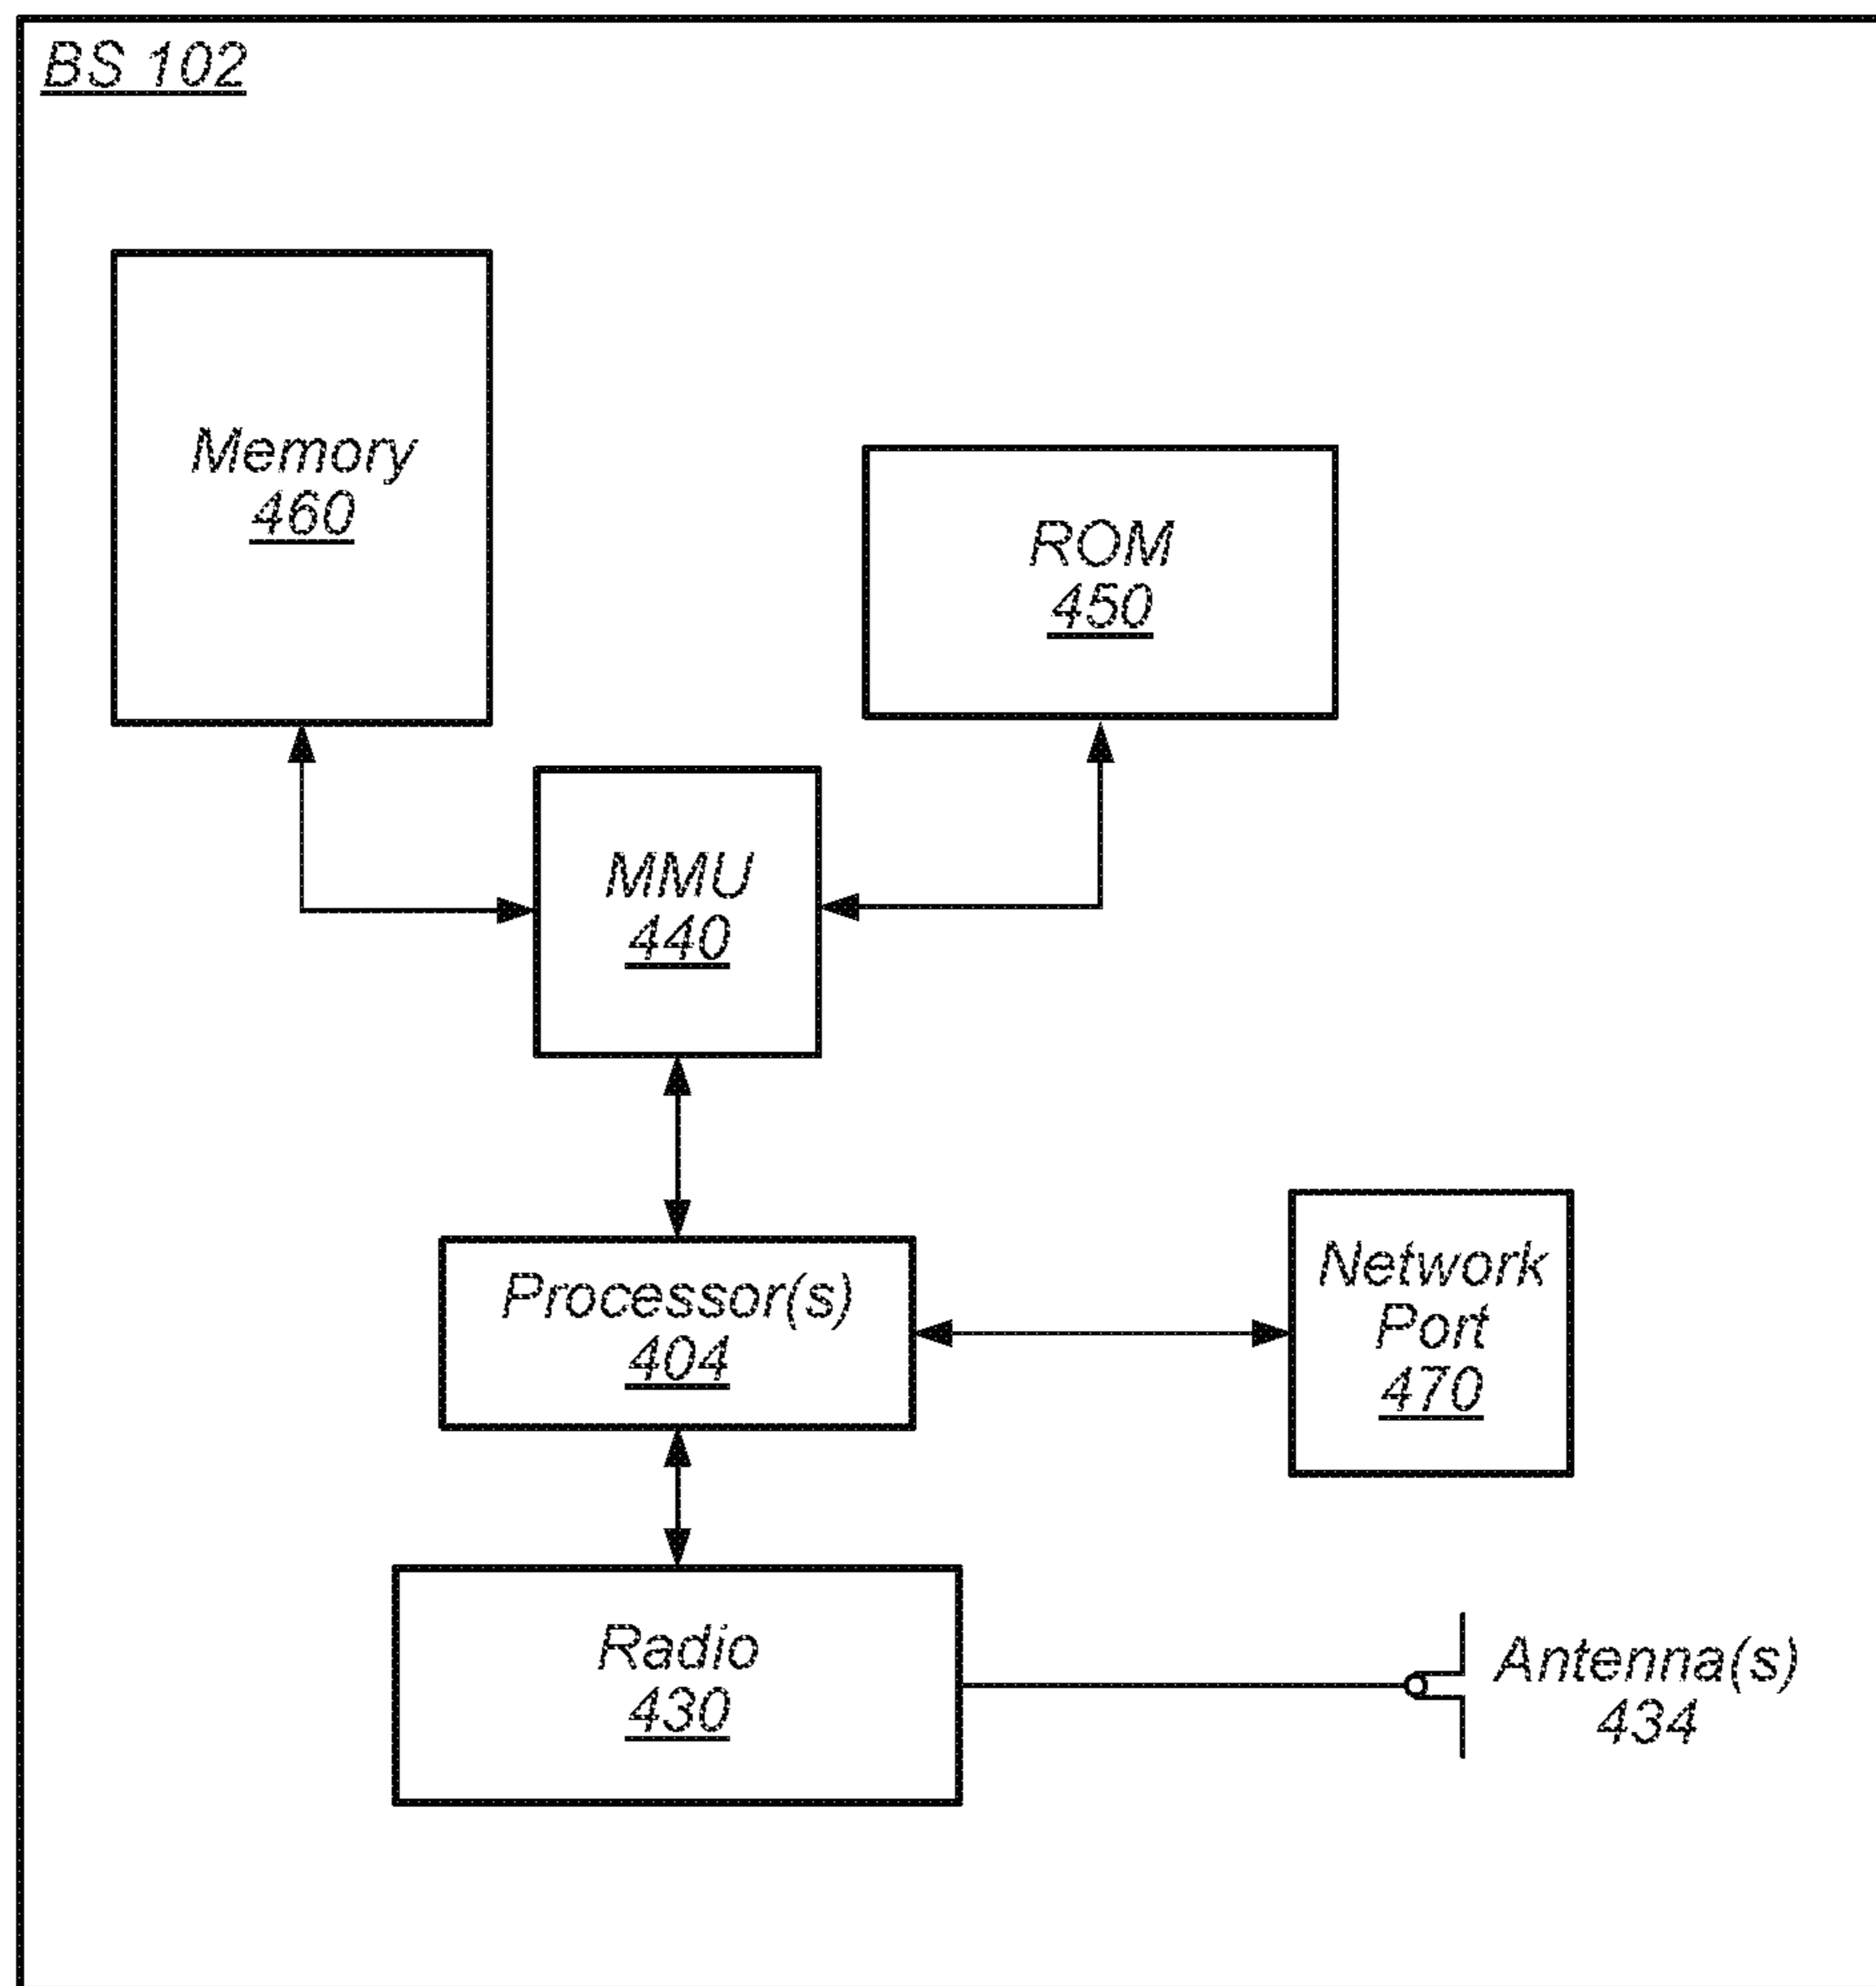 BS 102
Memory
460
ROM
450
MMU
440
Processor(s)
404
Network
Port
470
Radio
430
Antenna(s)
434